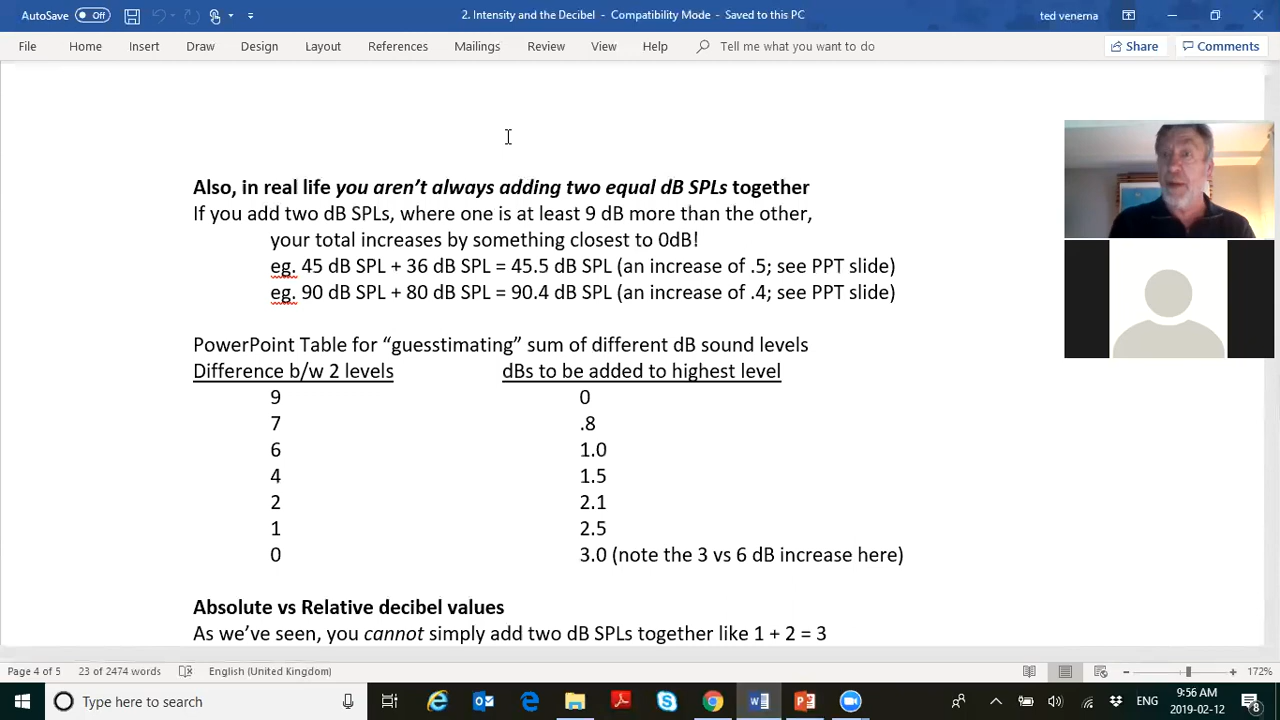 AutoSave Off
2. Intensity and the Decibel - Compatibility Mode - Saved to this PC
ted venema
File Home Insert Draw Design Layout References Mailings Review View Help Tell me what you want to do Share Comments
Also, in real life you aren't always adding two equal dB SPLs together
If you add two dB SPLs, where one is at least 9 dB more than the other,
your total increases by something closest to 0dB!
eg. 45 dB SPL + 36 dB SPL = 45.5 dB SPL (an increase of .5; see PPT slide)
eg. 90 dB SPL + 80 dB SPL = 90.4 dB SPL (an increase of .4; see PPT slide)
PowerPoint Table for “guesstimating” sum of different dB sound levels
Difference b/w 2 levels dBs to be added to highest level
9 0
7 .8
6 1.0
4 1.5
2 2.1
1 2.5
0 3.0 (note the 3 vs 6 dB increase here)
Absolute vs Relative decibel values
As we've seen, you cannot simply add two dB SPLs together like 1 + 2 = 3
Page 4 of 5 23 of 2474 words English (United Kingdom) 172%
Type here to search
ENG
9:56 AM
2019-02-12
8